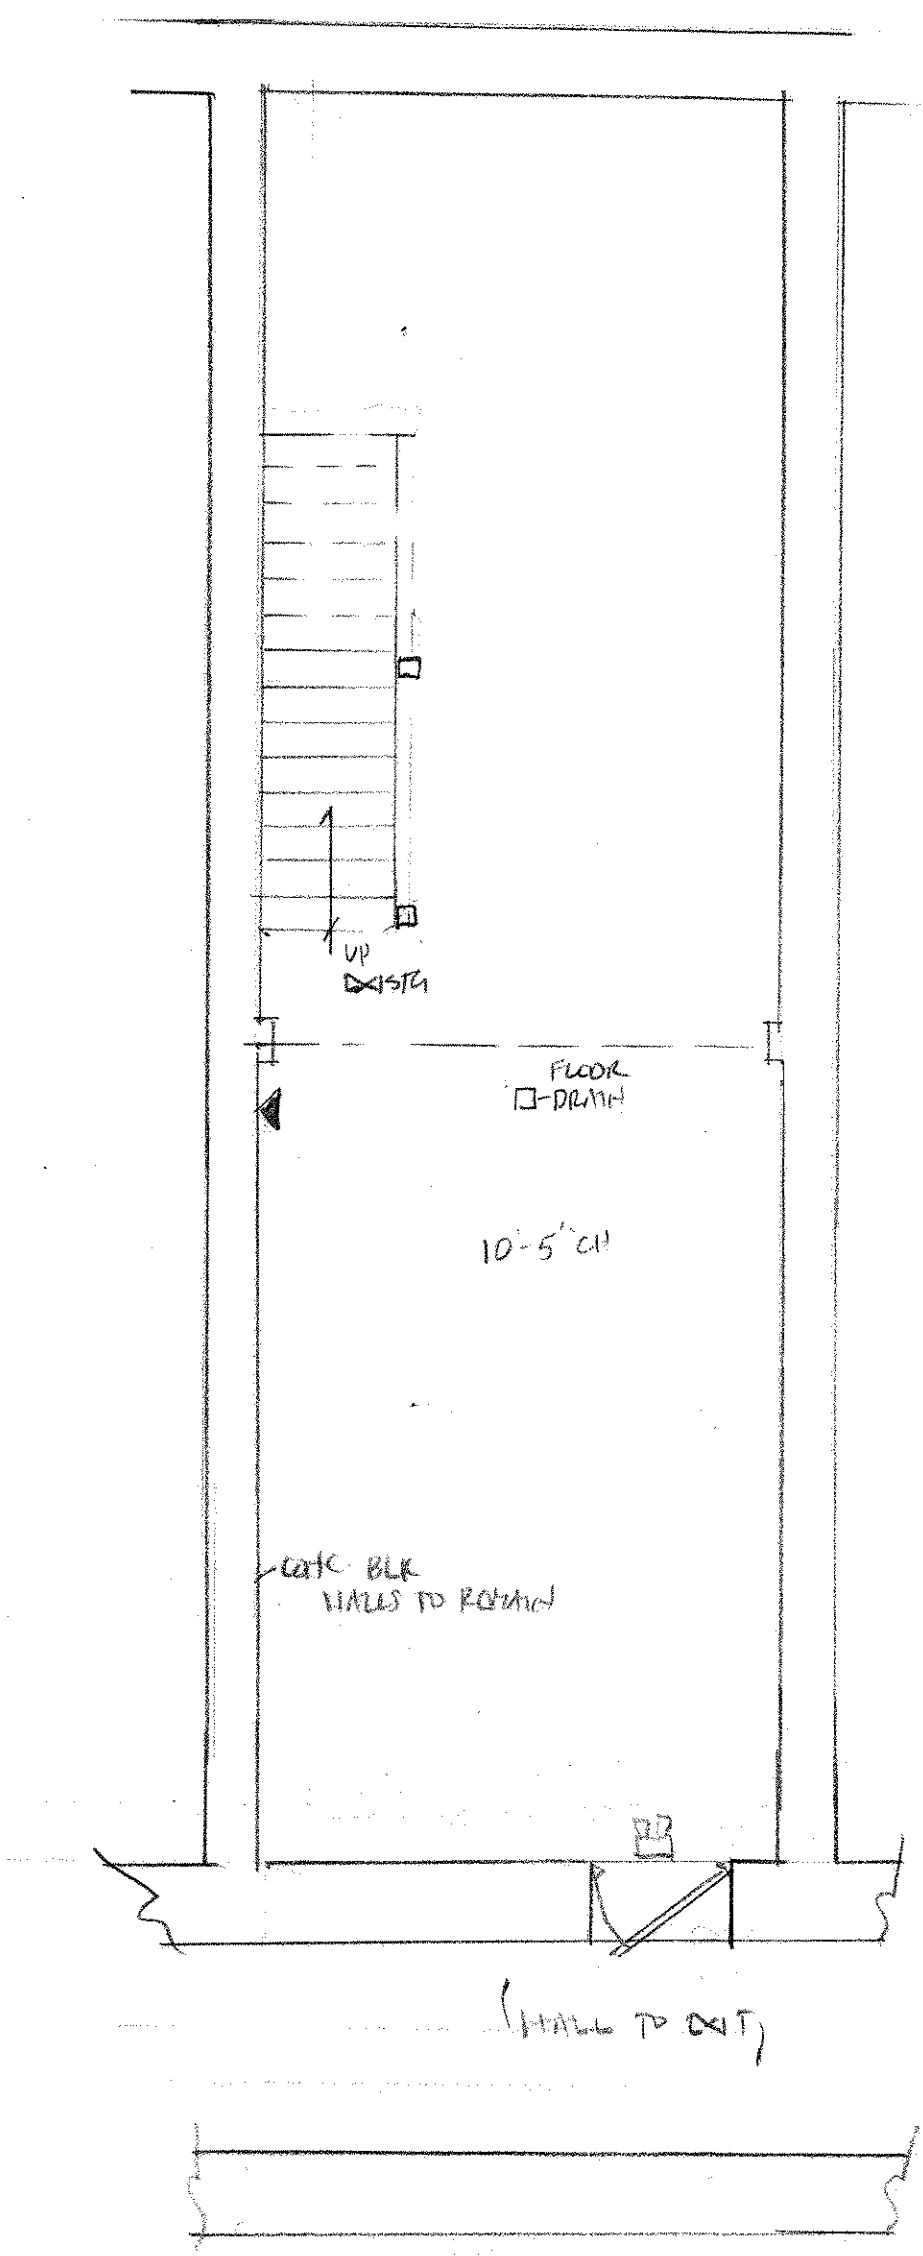 UP
EXISTG
FLOOR
DRAIN
10'-5" CH
CONC BLK
WALLS TO REMAIN
HALL TO EXIT